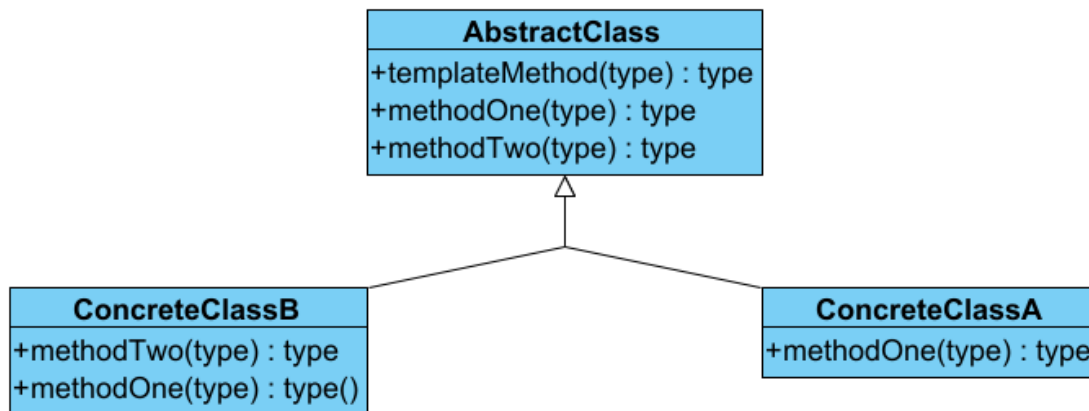 AbstractClass
+templateMethod(type) : type
+methodOne(type) : type
+methodTwo(type) : type
ConcreteClassB
+methodTwo(type) : type
+methodOne(type) : type()
ConcreteClassA
+methodOne(type) : type